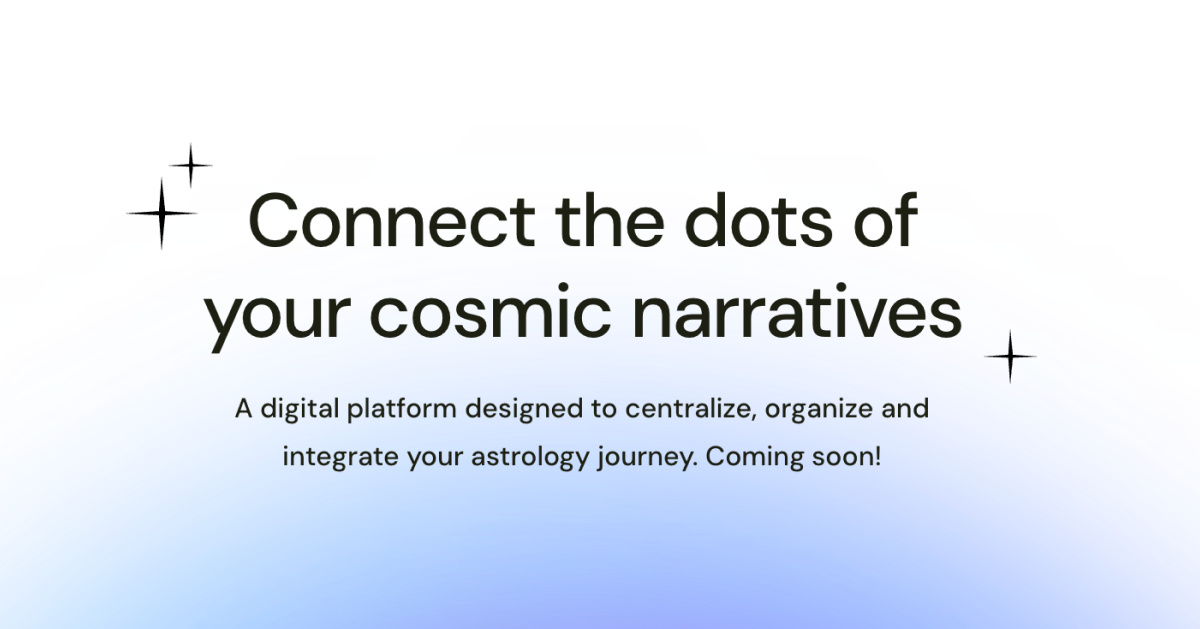 Connect the dots of
your cosmic narratives
A digital platform designed to centralize, organize and
integrate your astrology journey. Coming soon!